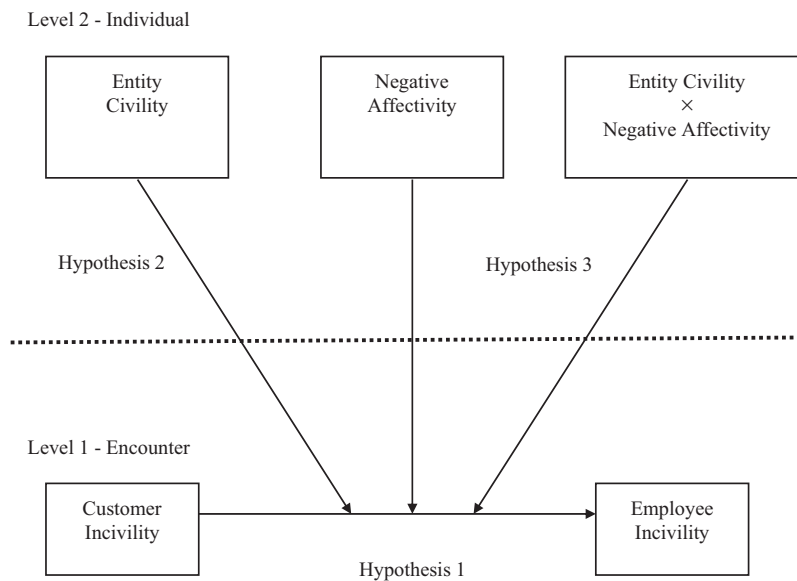 Level 2 - Individual
Entity
Civility
Negative
Affectivity
Entity Civility
×
Negative Affectivity
Hypothesis 2
Hypothesis 3
Level 1 - Encounter
Customer
Incivility
Employee
Incivility
Hypothesis 1